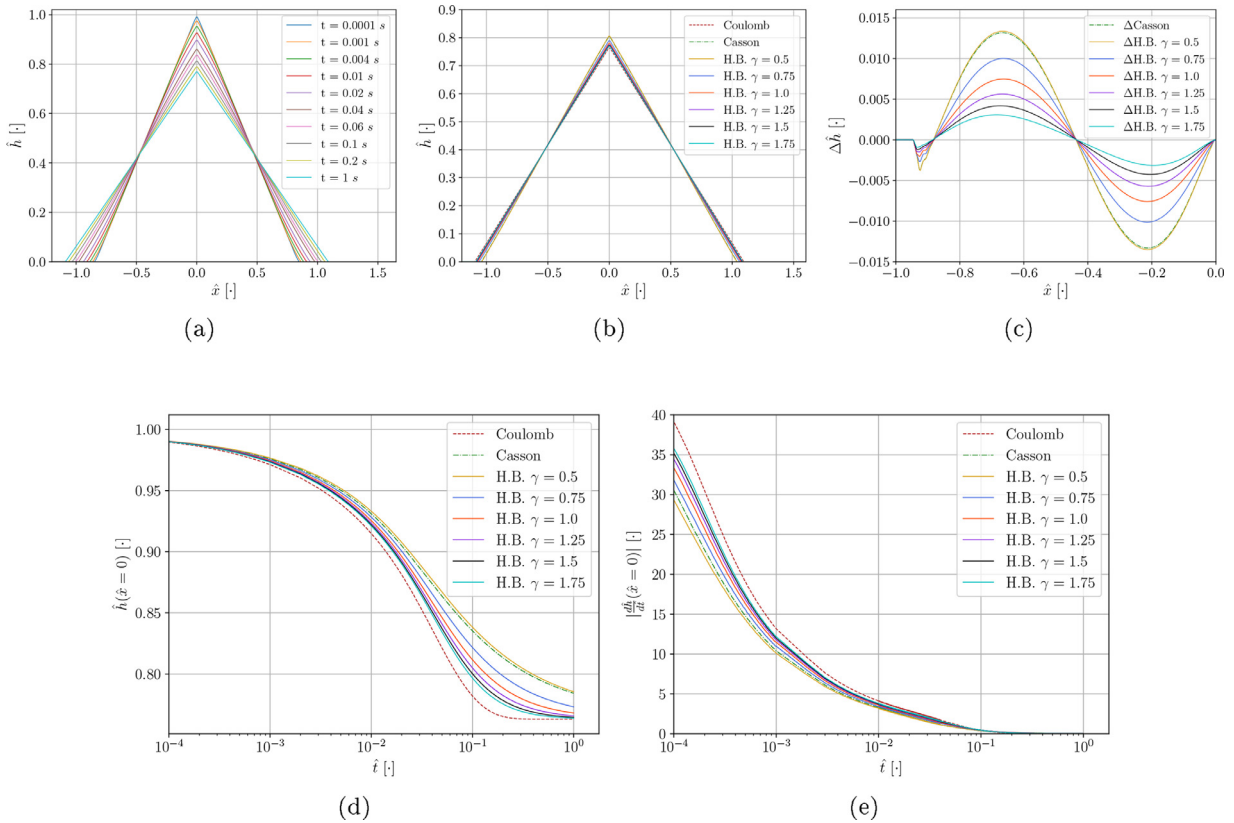 1.0
0.8
0.6
0.4
0.2
0.0
ĥ [·]
−1.0 −0.5 0.0 0.5 1.0 1.5
x̂ [·]
t = 0.0001 s
t = 0.001 s
t = 0.004 s
t = 0.01 s
t = 0.02 s
t = 0.04 s
t = 0.06 s
t = 0.1 s
t = 0.2 s
t = 1 s
(a)
0.9
0.8
0.7
0.6
0.5
0.4
0.3
0.2
0.1
0.0
ĥ [·]
−1.0 −0.5 0.0 0.5 1.0 1.5
x̂ [·]
Coulomb
Casson
H.B. γ = 0.5
H.B. γ = 0.75
H.B. γ = 1.0
H.B. γ = 1.25
H.B. γ = 1.5
H.B. γ = 1.75
(b)
0.015
0.010
0.005
0.000
−0.005
−0.010
−0.015
Δĥ [·]
−1.0 −0.8 −0.6 −0.4 −0.2 0.0
x̂ [·]
ΔCasson
ΔH.B. γ = 0.5
ΔH.B. γ = 0.75
ΔH.B. γ = 1.0
ΔH.B. γ = 1.25
ΔH.B. γ = 1.5
ΔH.B. γ = 1.75
(c)
1.00
0.95
0.90
0.85
0.80
ĥ(x̂ = 0) [·]
10⁻⁴ 10⁻³ 10⁻² 10⁻¹ 10⁰
t̂ [·]
Coulomb
Casson
H.B. γ = 0.5
H.B. γ = 0.75
H.B. γ = 1.0
H.B. γ = 1.25
H.B. γ = 1.5
H.B. γ = 1.75
(d)
40
35
30
25
20
15
10
5
0
|dĥ/dt(x̂ = 0)| [·]
10⁻⁴ 10⁻³ 10⁻² 10⁻¹ 10⁰
t̂ [·]
Coulomb
Casson
H.B. γ = 0.5
H.B. γ = 0.75
H.B. γ = 1.0
H.B. γ = 1.25
H.B. γ = 1.5
H.B. γ = 1.75
(e)